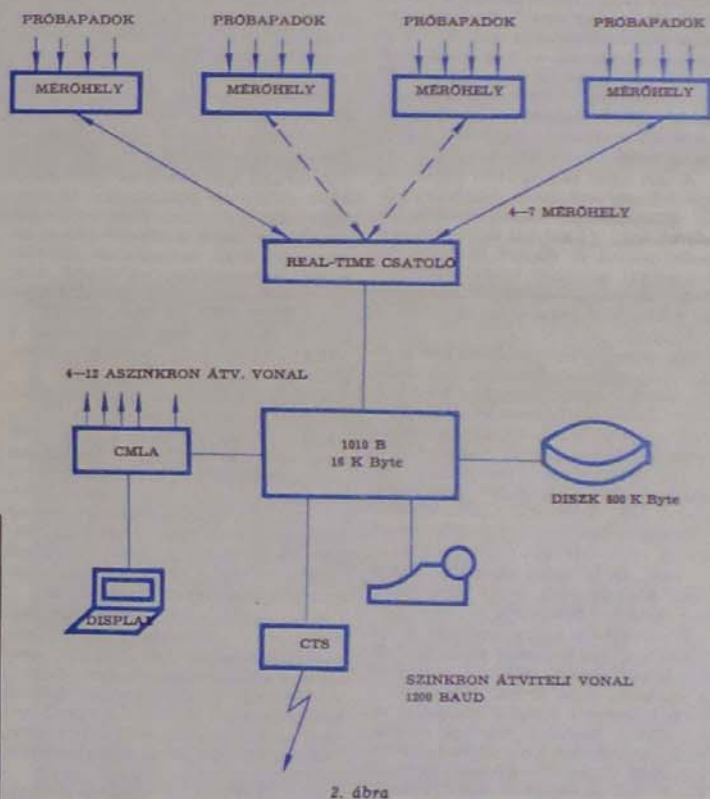 PRÓBAPADOK
PRÓBAPADOK
PRÓBAPADOK
PRÓBAPADOK
MÉRŐHELY
MÉRŐHELY
MÉRŐHELY
MÉRŐHELY
4—7 MÉRŐHELY
REAL-TIME CSATOLÓ
4—12 ASZINKRON ÁTV. VONAL
CMLA
1010 B
16 K Byte
DISZK 800 K Byte
DISPLAY
CTS
SZINKRON ÁTVITELI VONAL
1200 BAUD
2. ábra